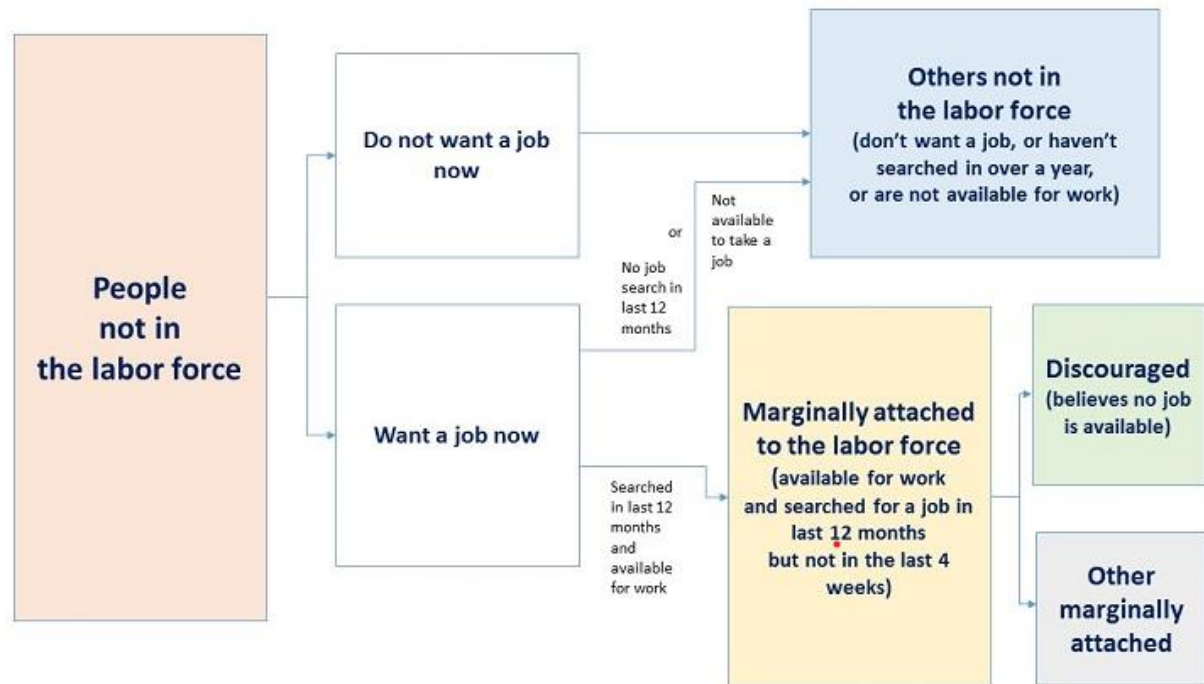 People
not in
the labor force
Do not want a job
now
Want a job now
or
No job
search in
last 12
months
Not
available
to take a
job
Searched
in last 12
months
and
available
for work
Others not in
the labor force
(don’t want a job, or haven’t
searched in over a year,
or are not available for work)
Marginally attached
to the labor force
(available for work
and searched for a job in
last 12 months
but not in the last 4
weeks)
Discouraged
(believes no job
is available)
Other
marginally
attached